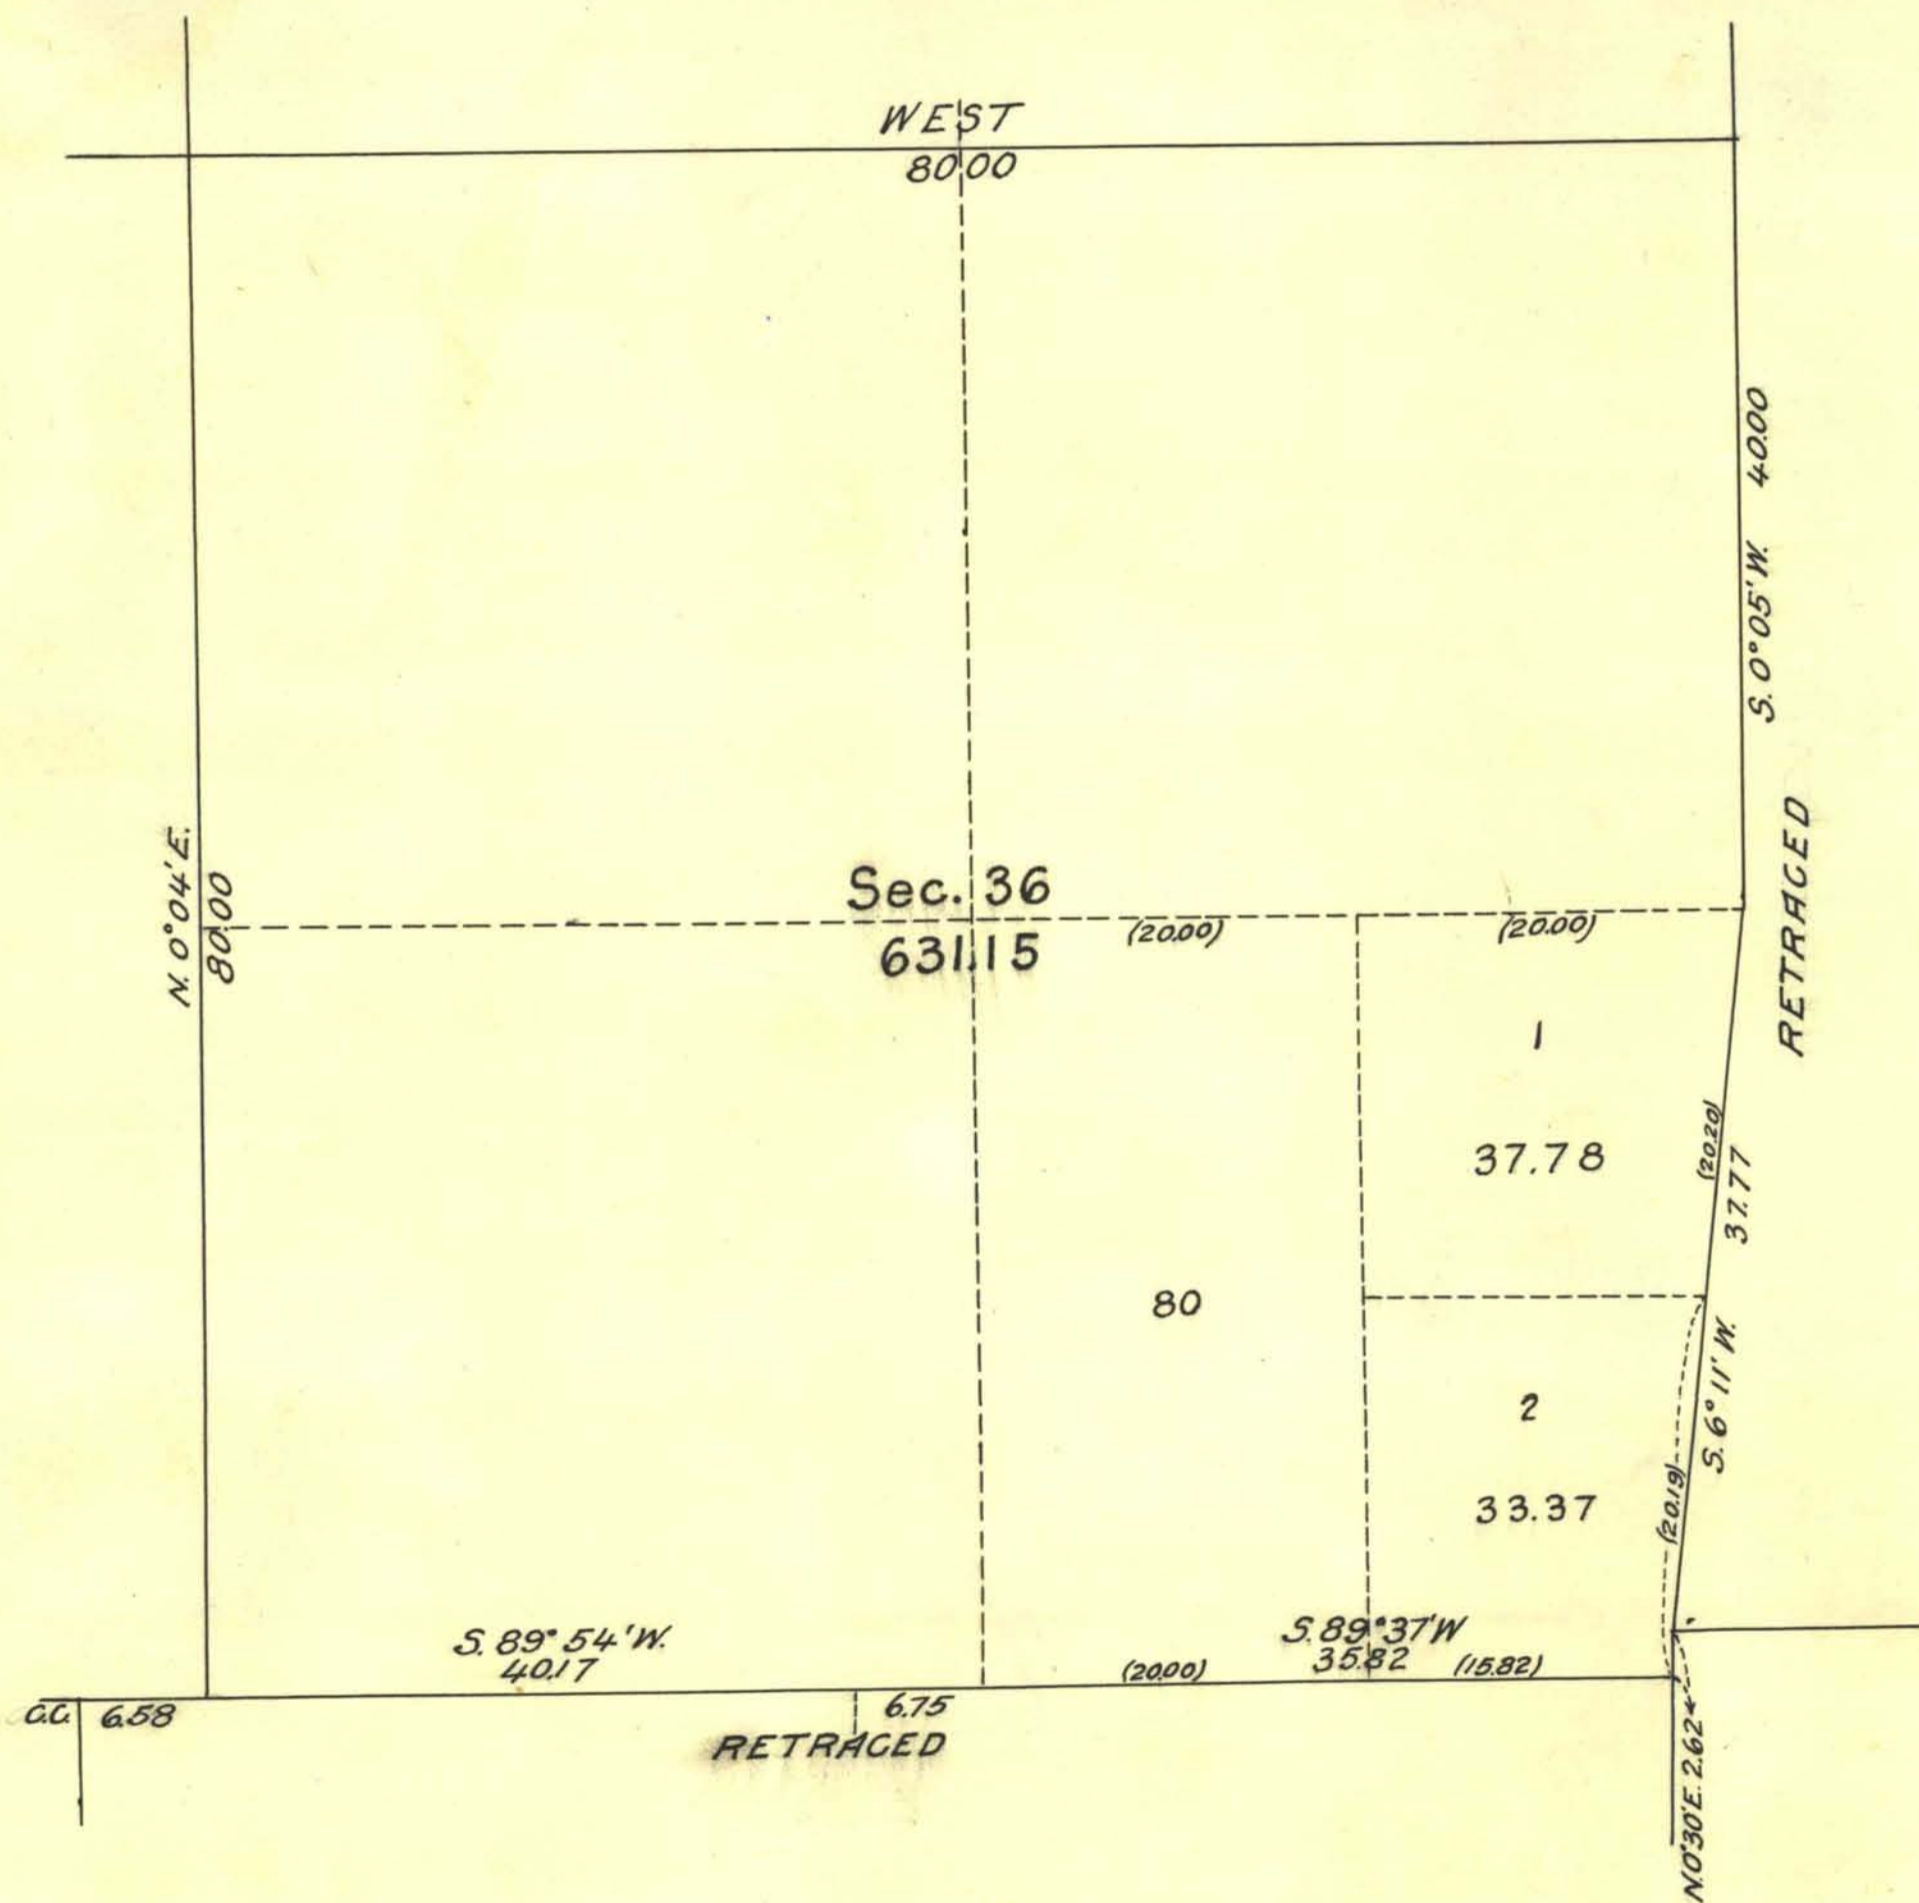 WEST
80.00
S. 0° 05' W. 40.00
RETRACED
N. 0° 04' E.
80.00
Sec. 36
631.15
(20.00)
(20.00)
1
37.78
(20.20)
37.77
80
S. 6° 11' W.
2
33.37
(20.19)
S. 89° 54' W.
40.17
S. 89° 37' W
35.82
(20.00)
(15.82)
C.C. 6.58
6.75
RETRACED
N. 0° 30' E. 2.62